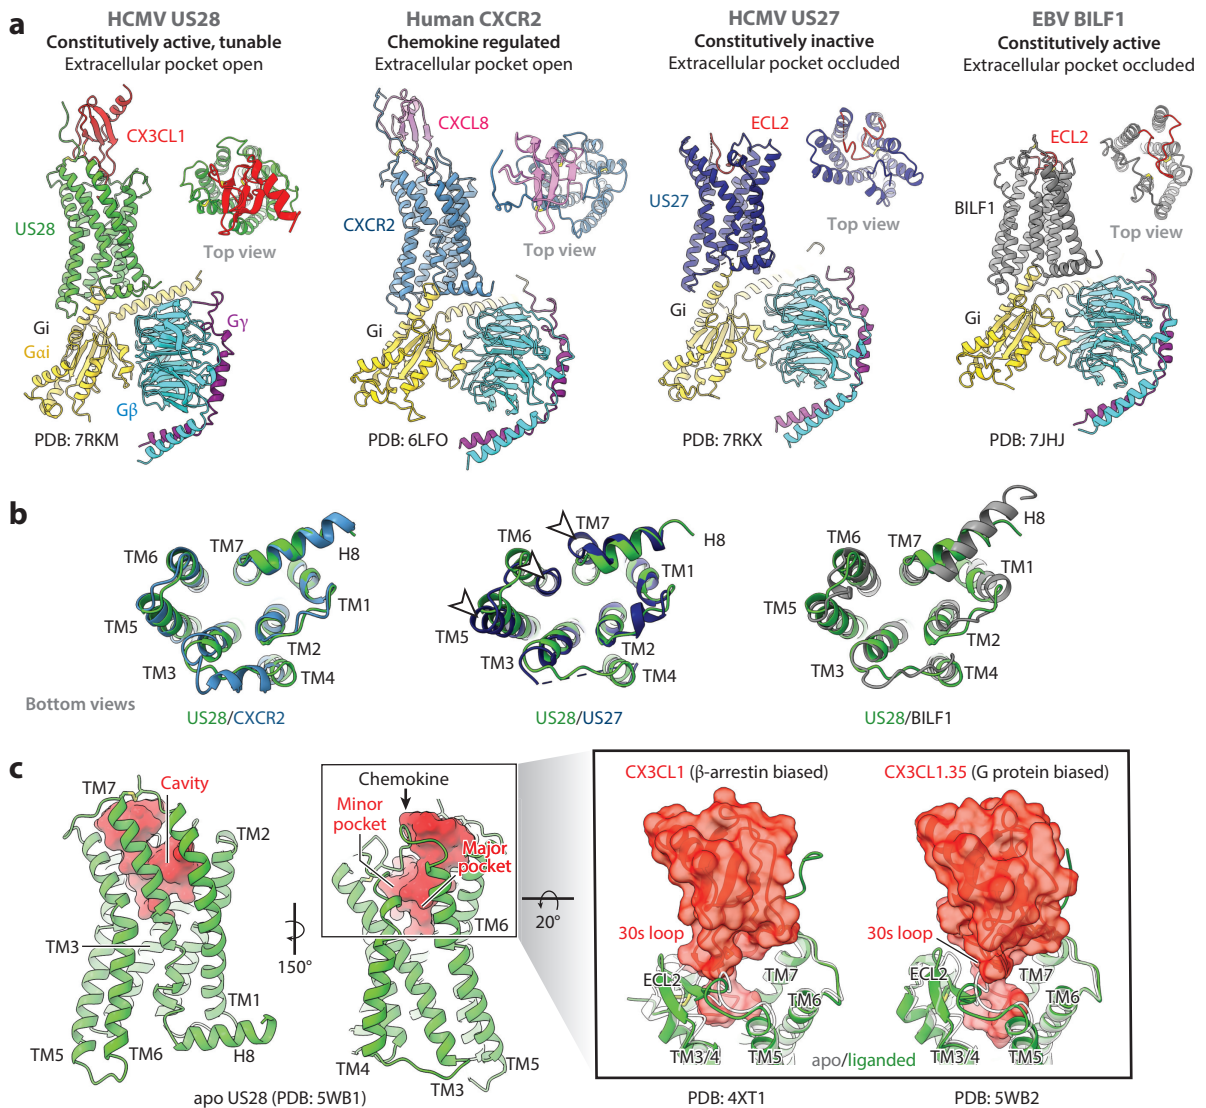 a
HCMV US28
Constitutively active, tunable
Extracellular pocket open
CX3CL1
US28
Top view
Gi
Gαi
Gγ
Gβ
PDB: 7RKM
Human CXCR2
Chemokine regulated
Extracellular pocket open
CXCL8
CXCR2
Top view
Gi
PDB: 6LFO
HCMV US27
Constitutively inactive
Extracellular pocket occluded
ECL2
US27
Top view
Gi
PDB: 7RKX
EBV BILF1
Constitutively active
Extracellular pocket occluded
ECL2
BILF1
Top view
Gi
PDB: 7JHJ
b
TM6
TM7
H8
TM5
TM1
TM2
TM3
TM4
Bottom views
US28/CXCR2
TM7
TM6
H8
TM1
TM5
TM2
TM3
TM4
US28/US27
H8
TM6
TM7
TM1
TM5
TM2
TM3
TM4
US28/BILF1
c
TM7
Cavity
TM2
TM3
TM1
TM5
TM6
H8
150°
Chemokine
Minor
pocket
Major
pocket
TM6
TM4
TM5
TM3
apo US28 (PDB: 5WB1)
20°
CX3CL1 (β-arrestin biased)
30s loop
ECL2
TM7
TM6
TM3/4
TM5
CX3CL1.35 (G protein biased)
30s loop
ECL2
TM7
TM6
TM3/4
TM5
apo/liganded
PDB: 4XT1
PDB: 5WB2